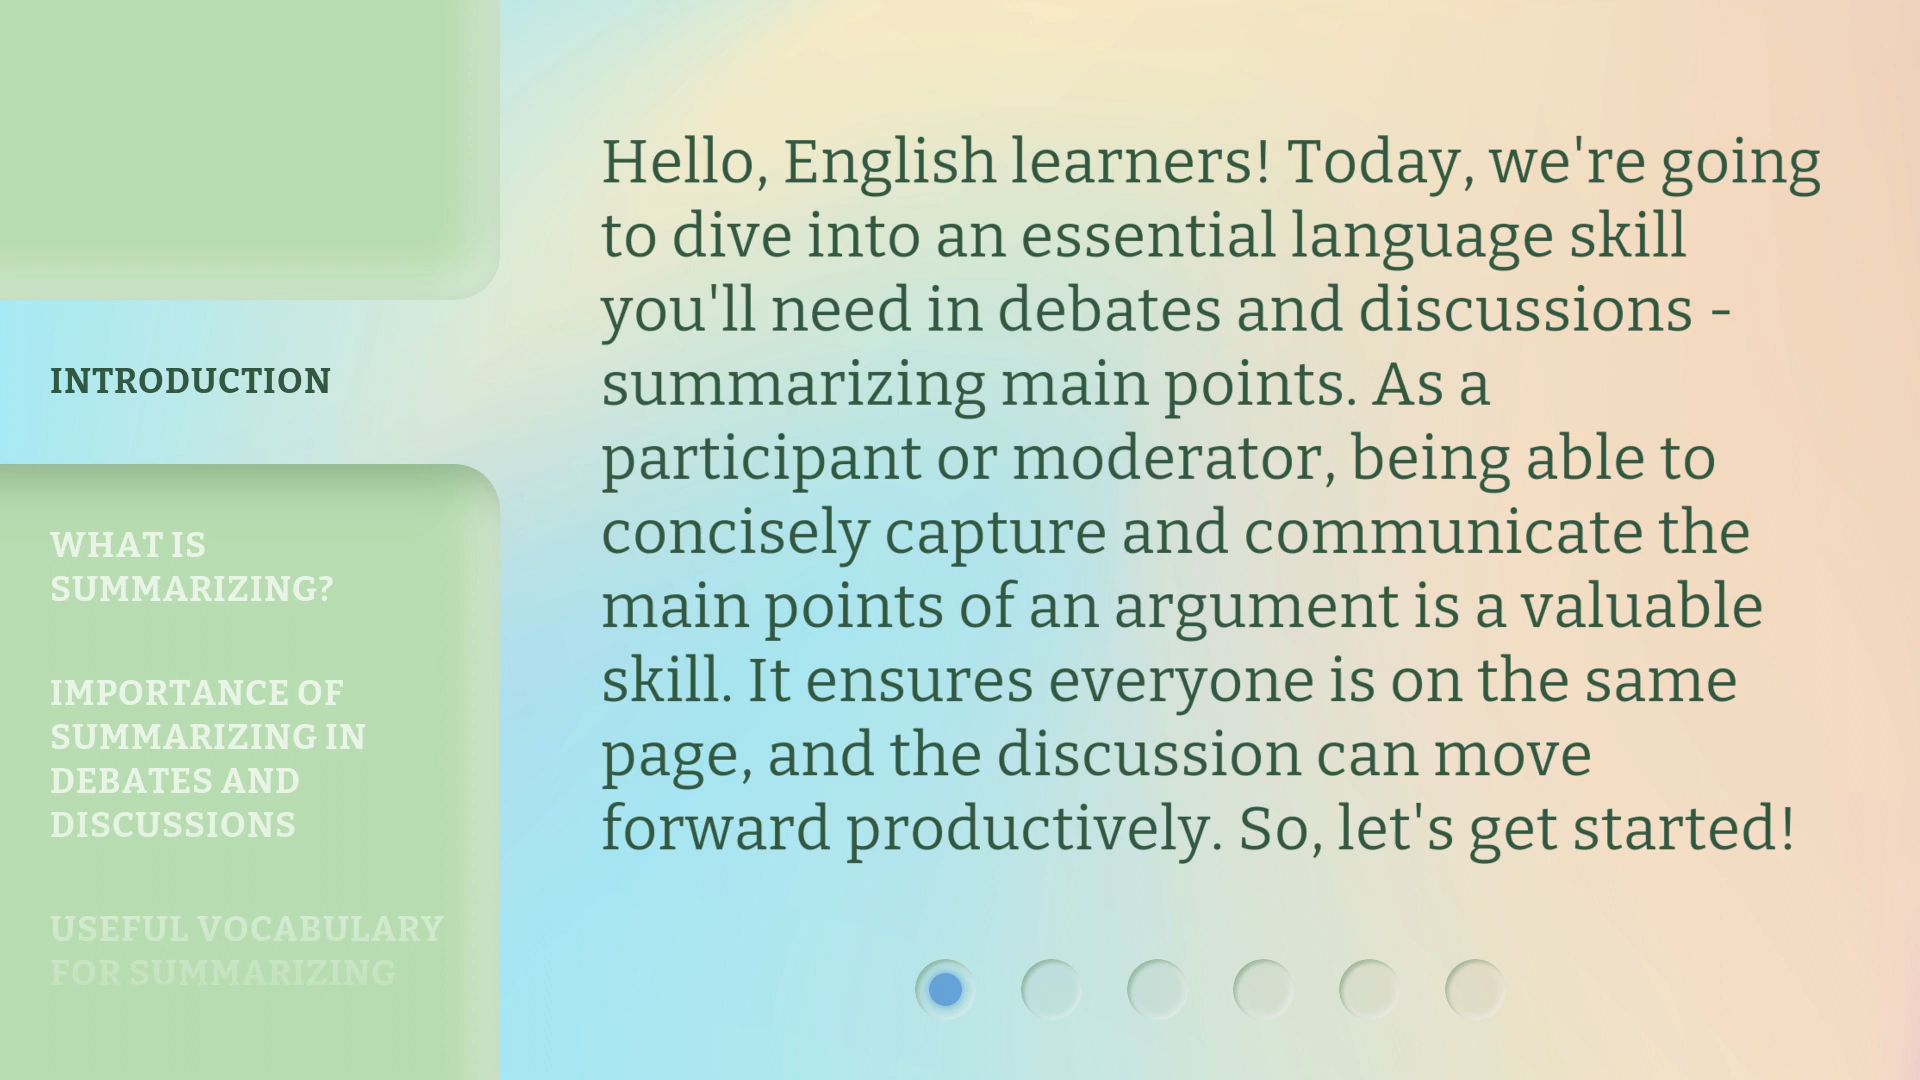 INTRODUCTION
WHAT IS
SUMMARIZING?
IMPORTANCE OF
SUMMARIZING IN
DEBATES AND
DISCUSSIONS
USEFUL VOCABULARY
FOR SUMMARIZING
Hello, English learners! Today, we're going
to dive into an essential language skill
you'll need in debates and discussions -
summarizing main points. As a
participant or moderator, being able to
concisely capture and communicate the
main points of an argument is a valuable
skill. It ensures everyone is on the same
page, and the discussion can move
forward productively. So, let's get started!